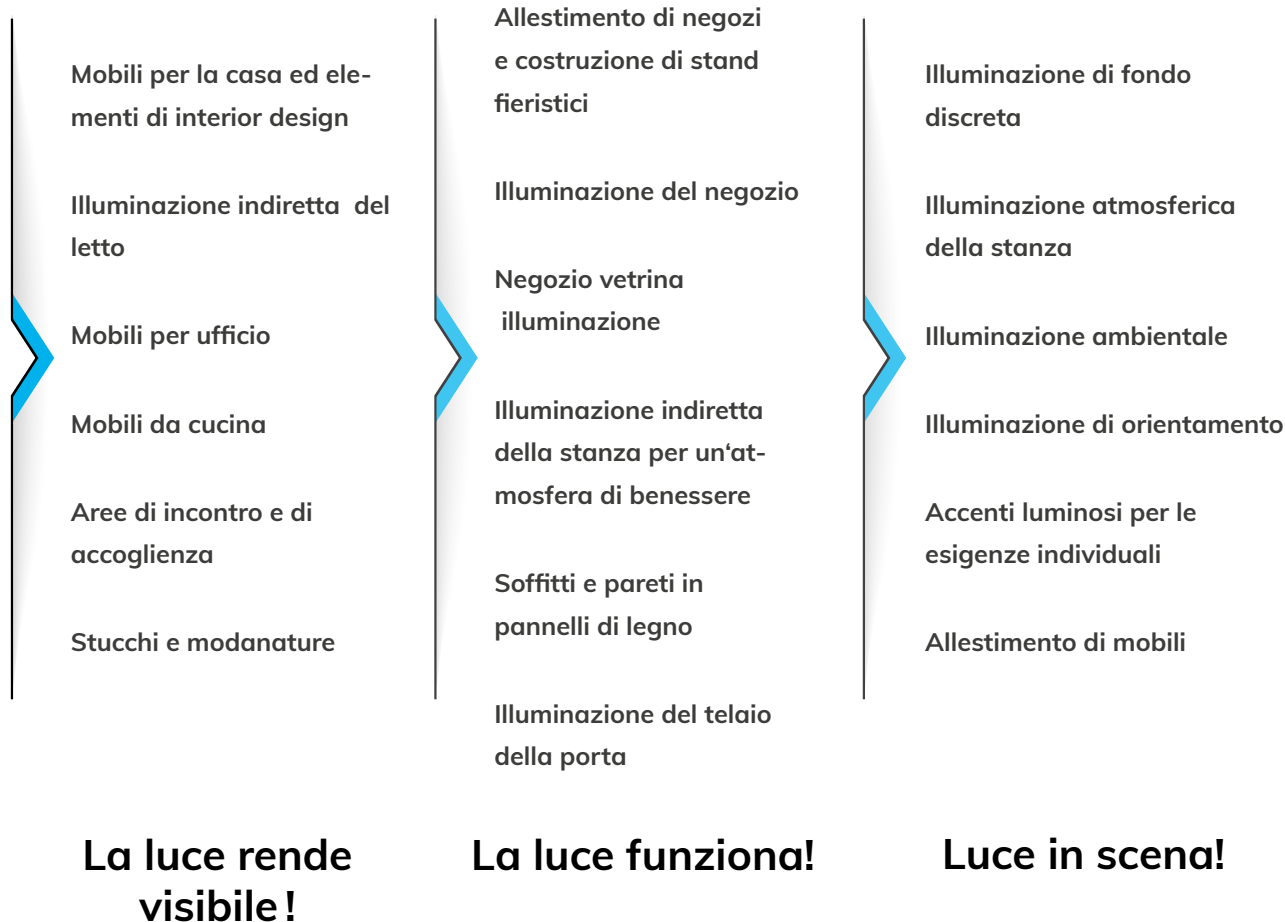 Mobili per la casa ed ele-
menti di interior design
Illuminazione indiretta  del
letto
Mobili per ufficio
Mobili da cucina
Aree di incontro e di
accoglienza
Stucchi e modanature
La luce rende
visibile!
Allestimento di negozi
e costruzione di stand
fieristici
Illuminazione del negozio
Negozio vetrina
illuminazione
Illuminazione indiretta
della stanza per un‘at-
mosfera di benessere
Soffitti e pareti in
pannelli di legno
Illuminazione del telaio
della porta
La luce funziona!
Illuminazione di fondo
discreta
Illuminazione atmosferica
della stanza
Illuminazione ambientale
Illuminazione di orientamento
Accenti luminosi per le
esigenze individuali
Allestimento di mobili
Luce in scena!